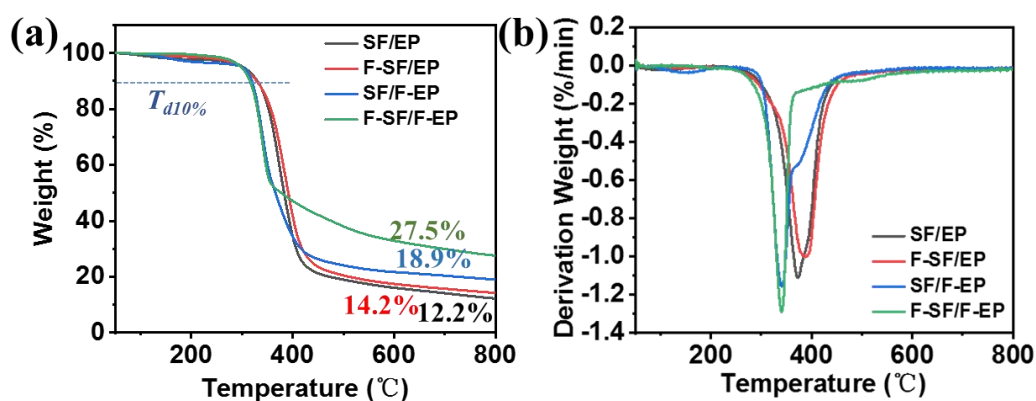 (a)
SF/EP
F-SF/EP
SF/F-EP
F-SF/F-EP
Td10%
27.5%
18.9%
14.2%
12.2%
100
80
60
40
20
0
200
400
600
800
Weight (%)
Temperature (℃)
(b)
0.0
-0.2
-0.4
-0.6
-0.8
-1.0
-1.2
-1.4
SF/EP
F-SF/EP
SF/F-EP
F-SF/F-EP
200
400
600
800
Derivation Weight (%/min)
Temperature (℃)